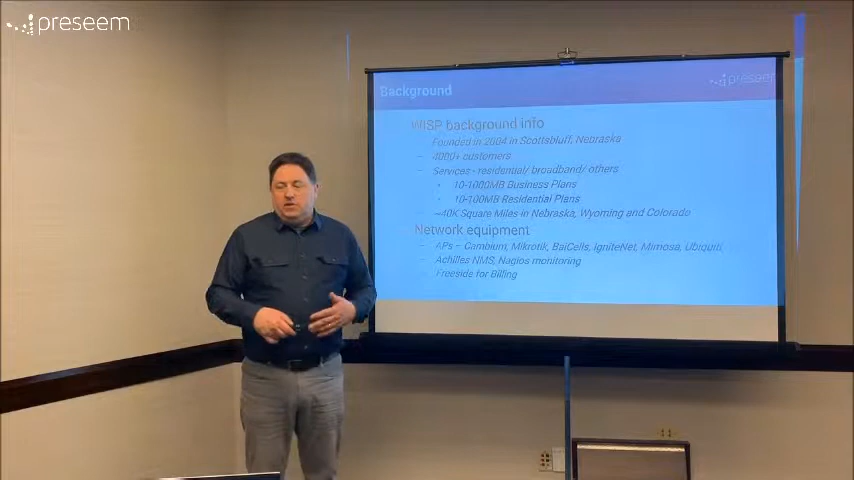 preseem
preseem
Background
WISP background info
Founded in 2004 in Scottsbluff, Nebraska
– 4000+ customers
– Services - residential/ broadband/ others
• 10-1000MB Business Plans
• 10-100MB Residential Plans
– ~40K Square Miles in Nebraska, Wyoming and Colorado
Network equipment
– APs – Cambium, Mikrotik, BaiCells, IgniteNet, Mimosa, Ubiquiti
– Achilles NMS, Nagios monitoring
– Freeside for Billing